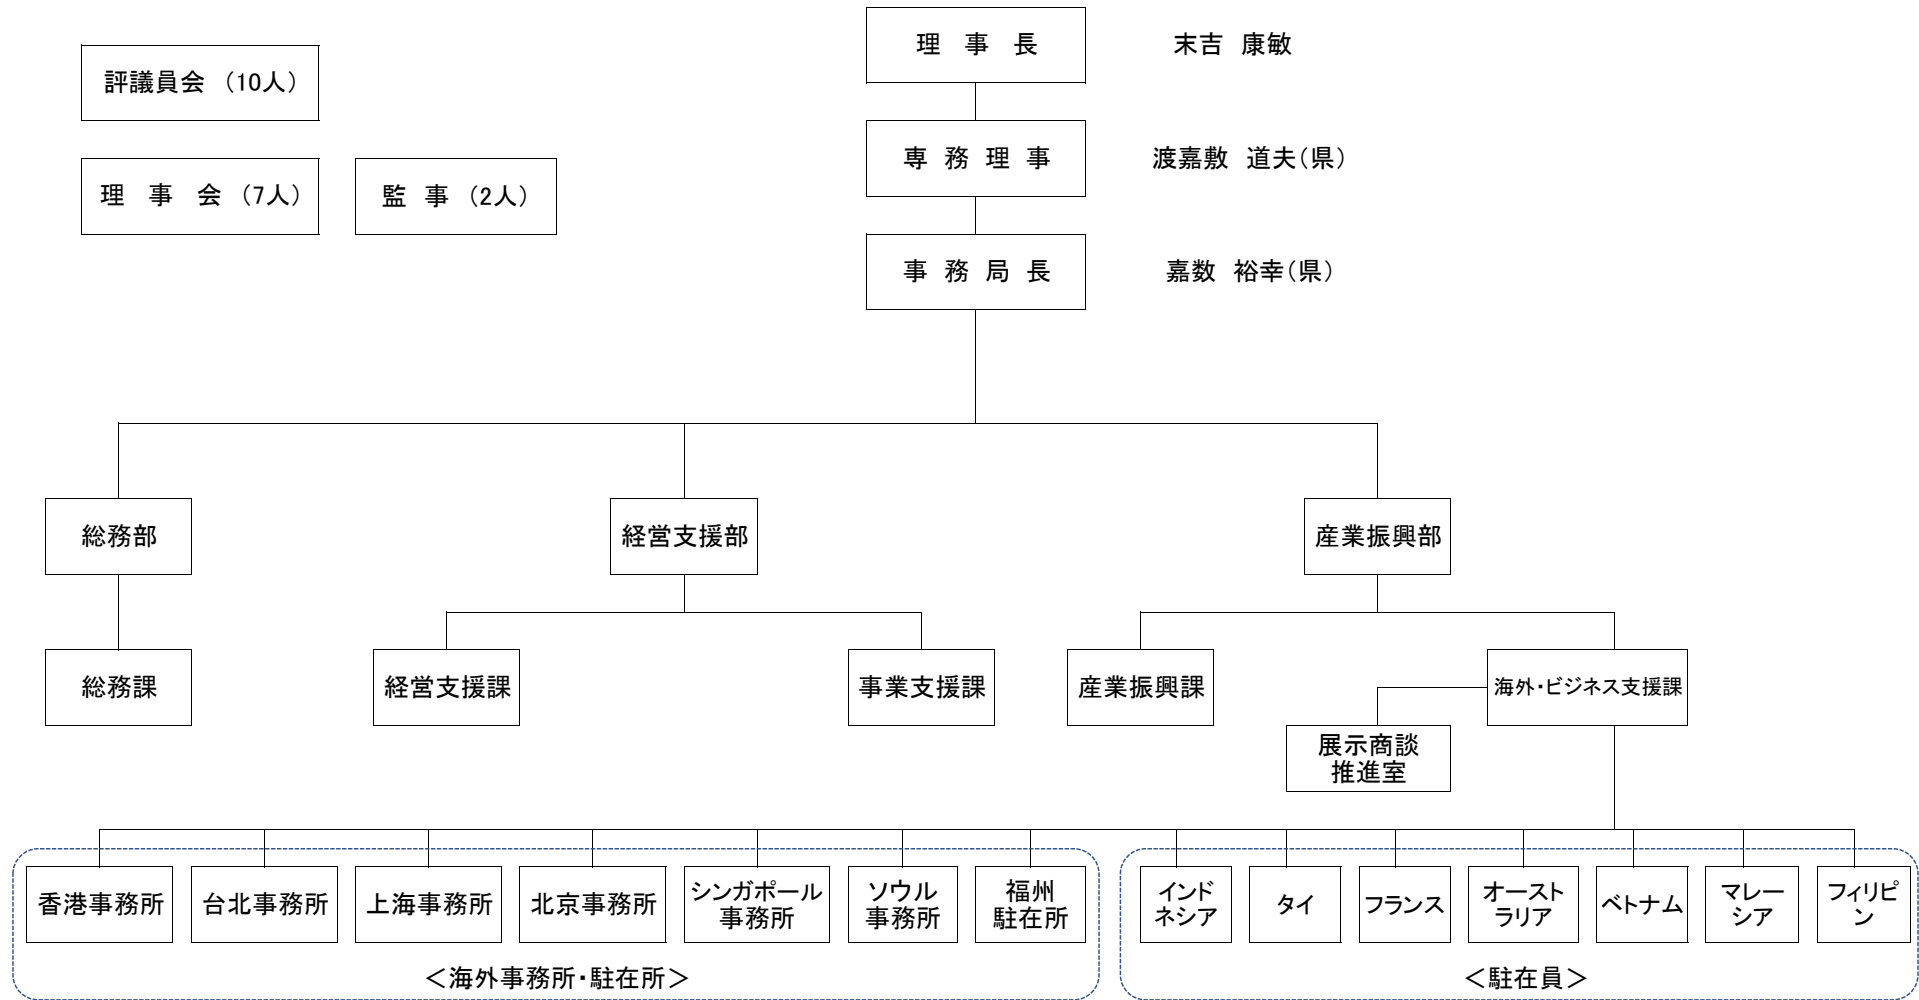 理 事 長
末吉 康敏
評議員会 (10人)
専 務 理 事
渡嘉敷 道夫(県)
理 事 会 (7人)
監 事 (2人)
事 務 局 長
嘉数 裕幸(県)
総務部
経営支援部
産業振興部
総務課
経営支援課
事業支援課
産業振興課
海外・ビジネス支援課
展示商談
推進室
香港事務所
台北事務所
上海事務所
北京事務所
シンガポール
事務所
ソウル
事務所
福州
駐在所
インド
ネシア
タイ
フランス
オースト
ラリア
ベトナム
マレー
シア
フィリピ
ン
＜海外事務所・駐在所＞
＜駐在員＞